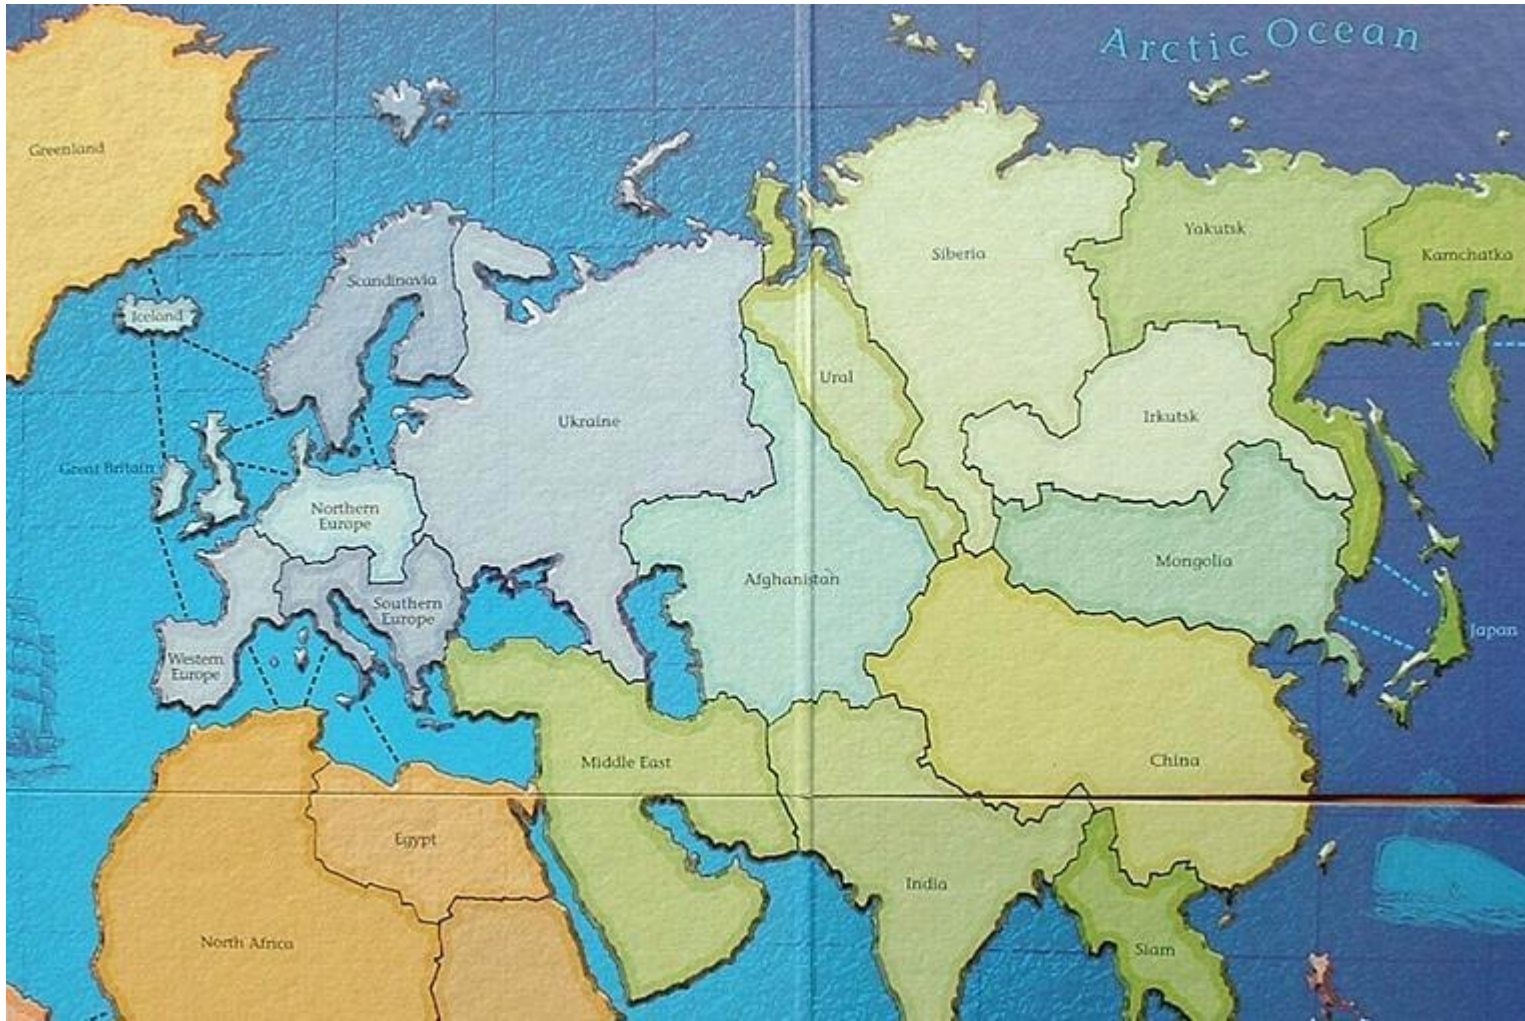 Arctic Ocean
Greenland
Yakutsk
Siberia
Kamchatka
Scandinavia
Iceland
Ural
Irkutsk
Ukraine
Great Britain
Northern
Europe
Mongolia
Afghanistan
Southern
Europe
Japan
Western
Europe
Middle East
China
Egypt
India
North Africa
Siam